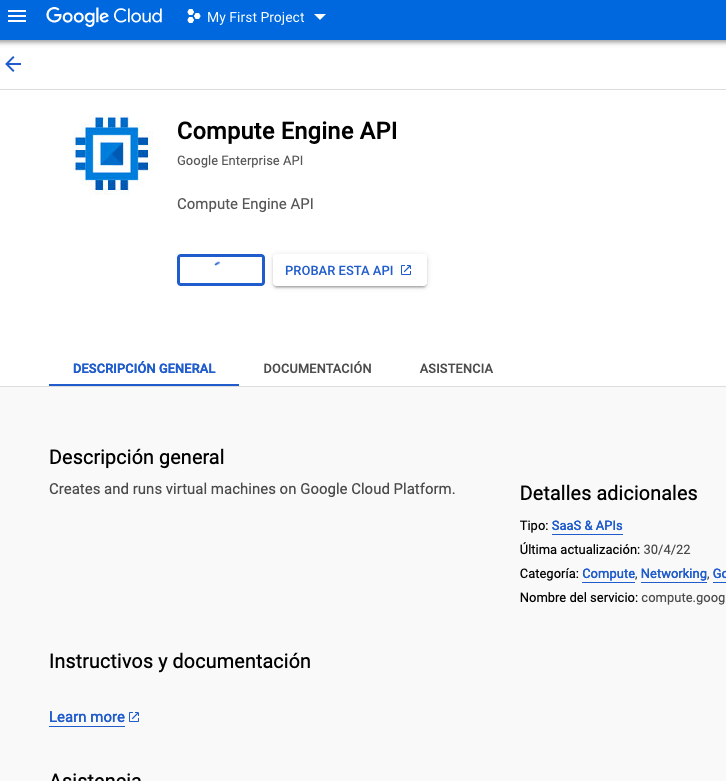 Google Cloud My First Project
Compute Engine API
Google Enterprise API
Compute Engine API
PROBAR ESTA API
DESCRIPCIÓN GENERAL DOCUMENTACIÓN ASISTENCIA
Descripción general
Creates and runs virtual machines on Google Cloud Platform.
Detalles adicionales
Tipo: SaaS & APIs
Última actualización: 30/4/22
Categoría: Compute, Networking, Go
Nombre del servicio: compute.goog
Instructivos y documentación
Learn more
Asistencia